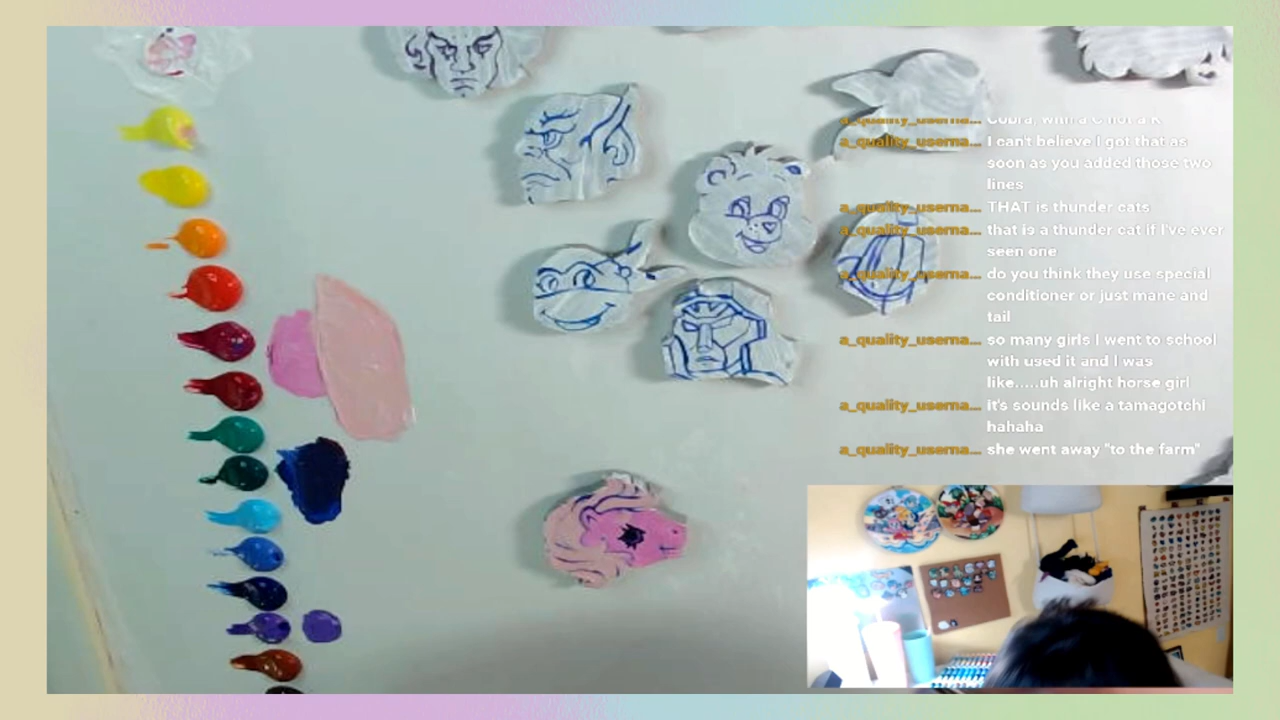 a_quality_userna... Cobra, with a C not a K
a_quality_userna... I can't believe I got that as
soon as you added those two
lines
a_quality_userna... THAT is thunder cats
a_quality_userna... that is a thunder cat if I've ever
seen one
a_quality_userna... do you think they use special
conditioner or just mane and
tail
a_quality_userna... so many girls I went to school
with used it and I was
like.....uh alright horse girl
a_quality_userna... it's sounds like a tamagotchi
hahaha
a_quality_userna... she went away "to the farm"